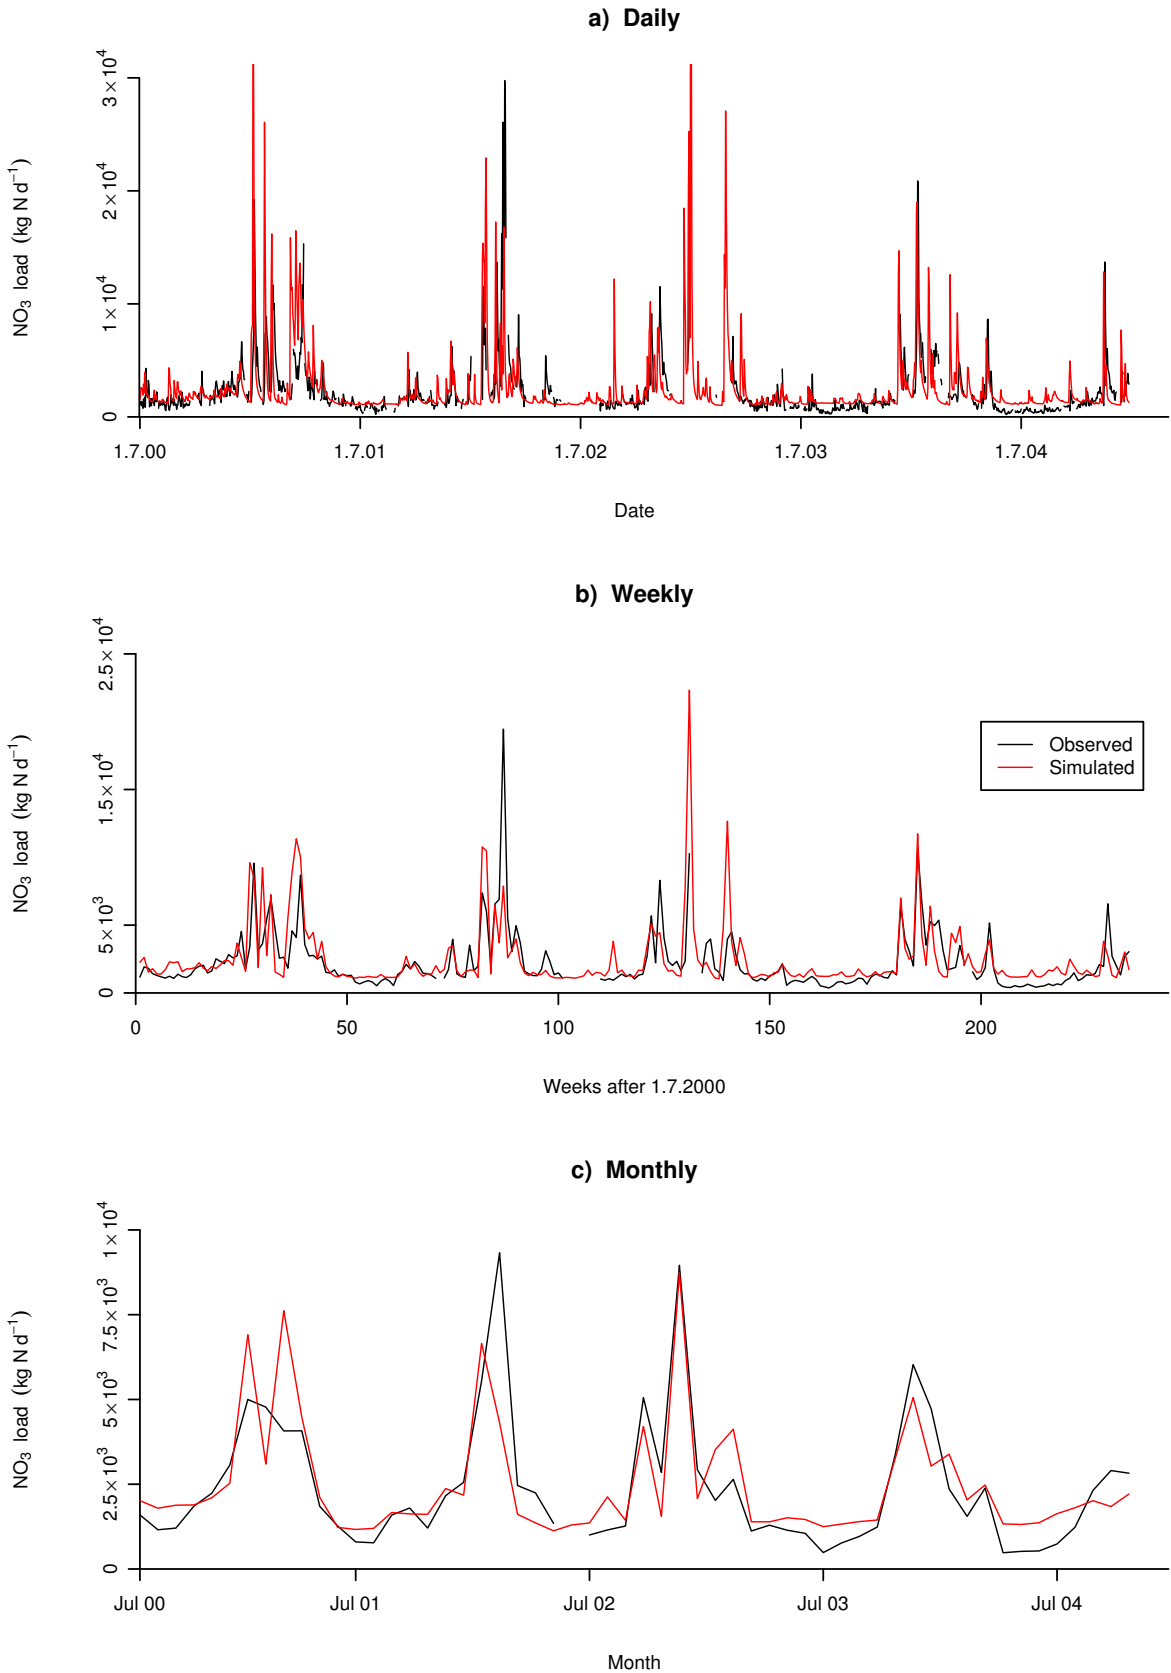 a) Daily
NO₃ load (kg N d⁻¹)
3×10⁴
2×10⁴
1×10⁴
0
1.7.00 1.7.01 1.7.02 1.7.03 1.7.04
Date
b) Weekly
NO₃ load (kg N d⁻¹)
2.5×10⁴
1.5×10⁴
5×10³
0
Observed
Simulated
0 50 100 150 200
Weeks after 1.7.2000
c) Monthly
NO₃ load (kg N d⁻¹)
1×10⁴
7.5×10³
5×10³
2.5×10³
0
Jul 00 Jul 01 Jul 02 Jul 03 Jul 04
Month